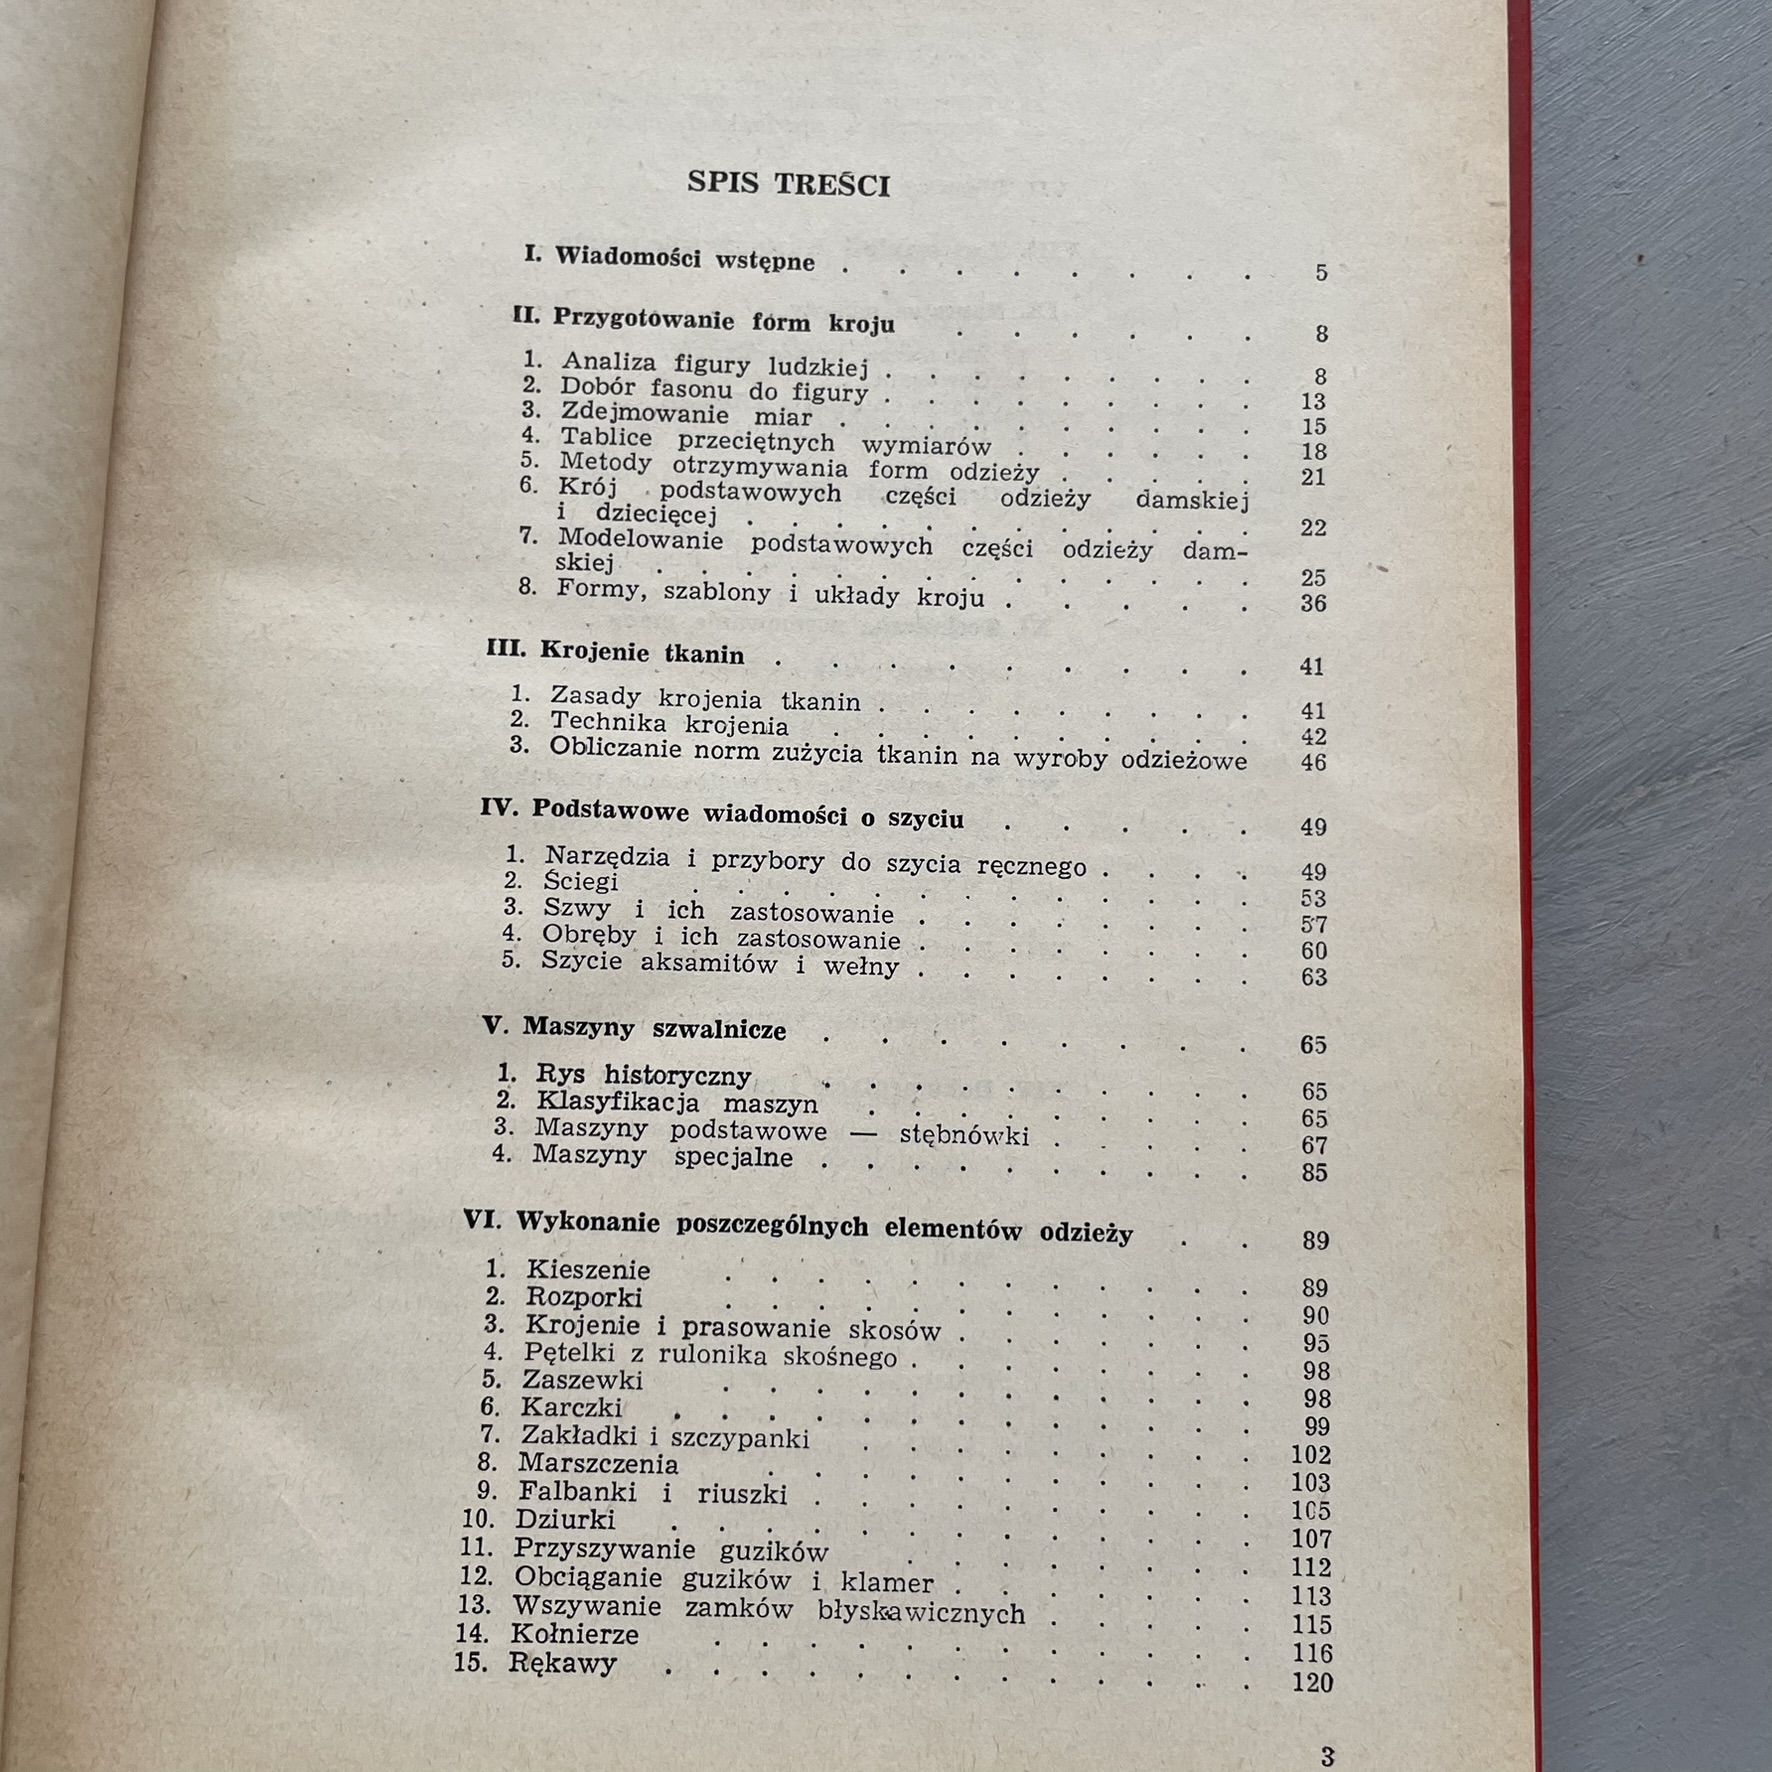 SPIS TREŚCI
I. Wiadomości wstępne . . . . . . . . 5
II. Przygotowanie form kroju . . . . . . 8
1. Analiza figury ludzkiej . . . . . . . . . 8
2. Dobór fasonu do figury . . . . . . . . . 13
3. Zdejmowanie miar . . . . . . . . . . 15
4. Tablice przeciętnych wymiarów . . . . . . 18
5. Metody otrzymywania form odzieży . . . . . 21
6. Krój podstawowych części odzieży damskiej
i dziecięcej . . . . . . . . . . . . 22
7. Modelowanie podstawowych części odzieży dam-
skiej . . . . . . . . . . . . . . 25
8. Formy, szablony i układy kroju . . . . . 36
III. Krojenie tkanin . . . . . . . . . 41
1. Zasady krojenia tkanin . . . . . . . . . 41
2. Technika krojenia . . . . . . . . . . 42
3. Obliczanie norm zużycia tkanin na wyroby odzieżowe 46
IV. Podstawowe wiadomości o szyciu . . . . . 49
1. Narzędzia i przybory do szycia ręcznego . . . . 49
2. Ściegi . . . . . . . . . . . . . 53
3. Szwy i ich zastosowanie . . . . . . . . 57
4. Obręby i ich zastosowanie . . . . . . . . 60
5. Szycie aksamitów i wełny . . . . . . . . 63
V. Maszyny szwalnicze . . . . . . . . 65
1. Rys historyczny . . . . . . . . . . 65
2. Klasyfikacja maszyn . . . . . . . . . 65
3. Maszyny podstawowe — stębnówki . . . . . 67
4. Maszyny specjalne . . . . . . . . . . 85
VI. Wykonanie poszczególnych elementów odzieży . . 89
1. Kieszenie . . . . . . . . . . . . 89
2. Rozporki . . . . . . . . . . . . 90
3. Krojenie i prasowanie skosów . . . . . . . 95
4. Pętelki z rulonika skośnego . . . . . . . . 98
5. Zaszewki . . . . . . . . . . . . 98
6. Karczki . . . . . . . . . . . . . 99
7. Zakładki i szczypanki . . . . . . . . . 102
8. Marszczenia . . . . . . . . . . . 103
9. Falbanki i riuszki . . . . . . . . . . 105
10. Dziurki . . . . . . . . . . . . . 107
11. Przyszywanie guzików . . . . . . . . 112
12. Obciąganie guzików i klamer . . . . . . . 113
13. Wszywanie zamków błyskawicznych . . . . . 115
14. Kołnierze . . . . . . . . . . . . 116
15. Rękawy . . . . . . . . . . . . . 120
3